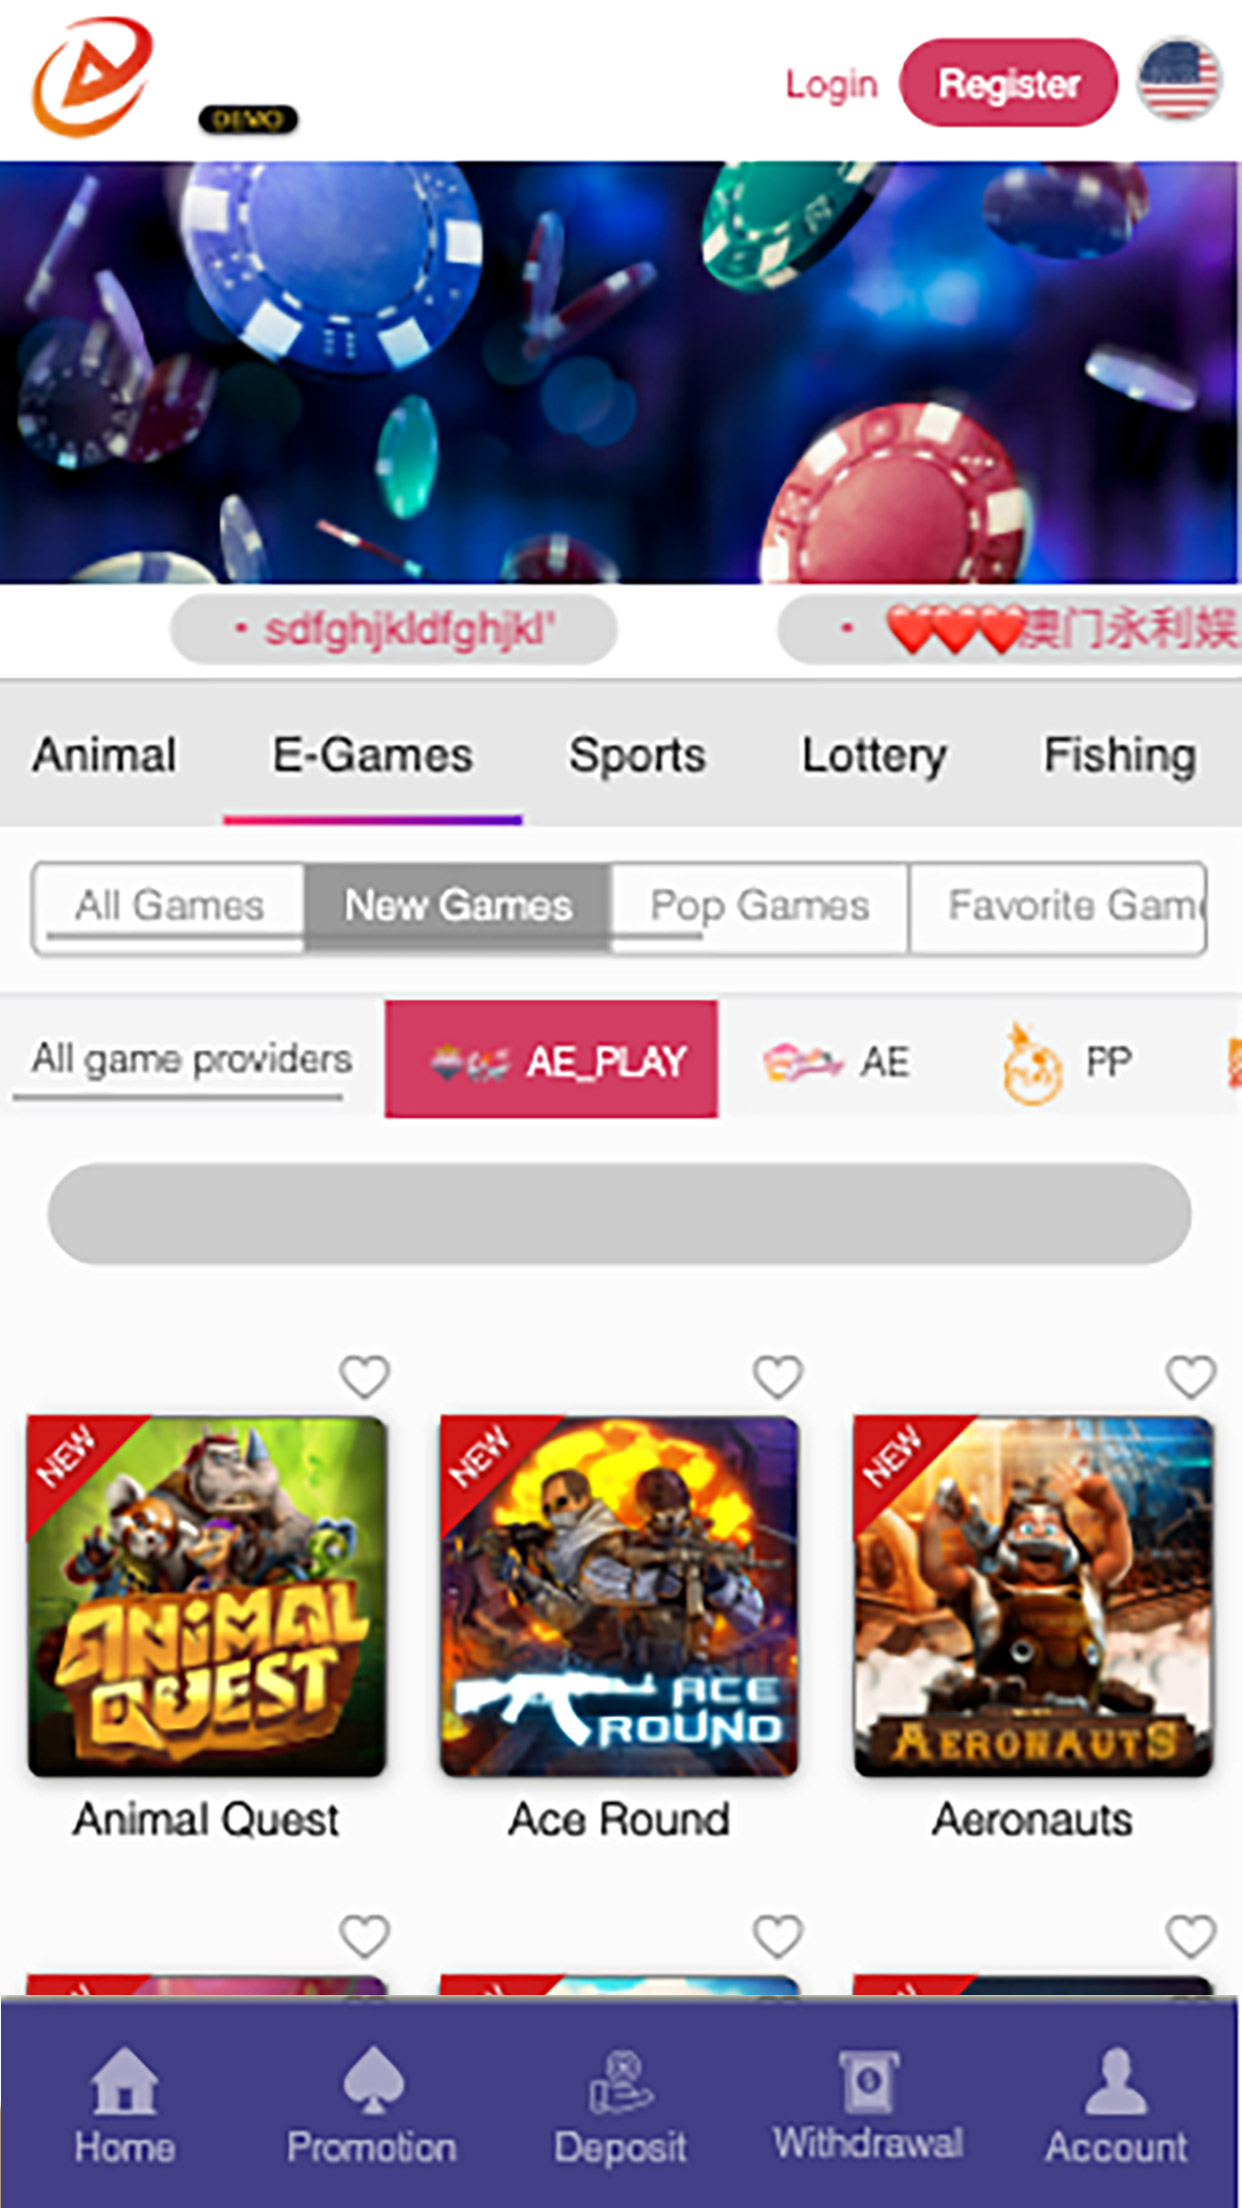 Login Register
DEMO
• sdfghjkldfghjkl' • ❤❤❤澳门永利娱
Animal E-Games Sports Lottery Fishing
All Games New Games Pop Games Favorite Game
All game providers AE_PLAY AE PP
NEW NEW NEW
ANIMAL
QUEST
ACE
ROUND
AERONAUTS
Animal Quest Ace Round Aeronauts
Home Promotion Deposit Withdrawal Account